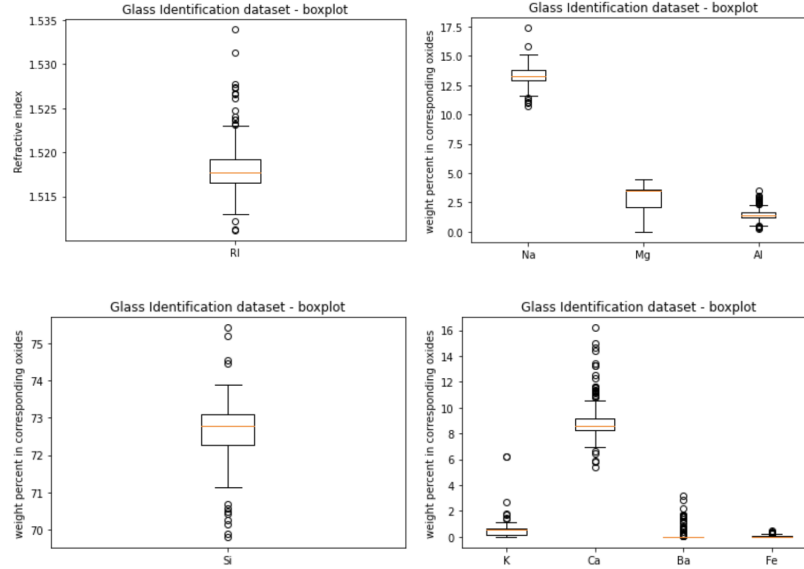 Glass Identification dataset - boxplot
1.535
1.530
1.525
1.520
1.515
Refractive index
RI
Glass Identification dataset - boxplot
17.5
15.0
12.5
10.0
7.5
5.0
2.5
0.0
weight percent in corresponding oxides
Na Mg Al
Glass Identification dataset - boxplot
75
74
73
72
71
70
weight percent in corresponding oxides
Si
Glass Identification dataset - boxplot
16
14
12
10
8
6
4
2
0
weight percent in corresponding oxides
K Ca Ba Fe